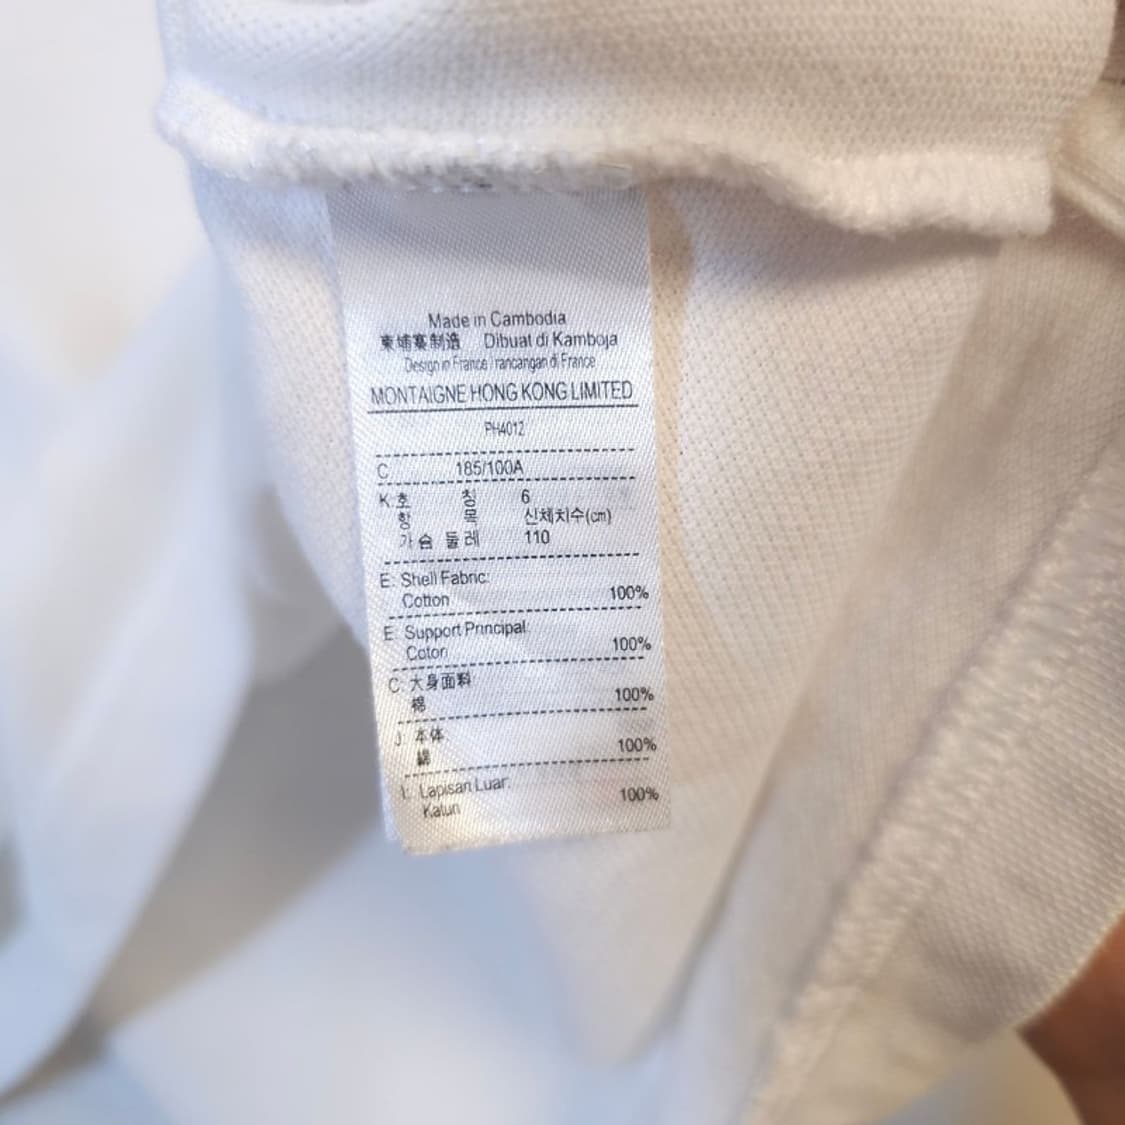 Made in Cambodia
柬埔寨制造 Dibuat di Kamboja
Design in France Rancangan di France
MONTAIGNE HONG KONG LIMITED
PH4012
C 185/100A
K 호 칭 6
항 목 신체치수(cm)
가슴 둘레 110
E: Shell Fabric:
Cotton 100%
E: Support Principal:
Coton 100%
C: 大身面料
棉 100%
J: 本体
綿 100%
I: Lapisan Luar:
Katun 100%